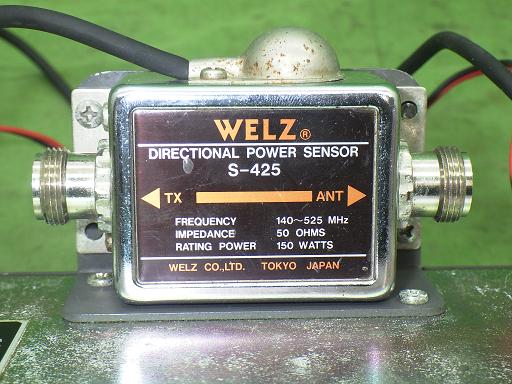 WELZ®
DIRECTIONAL POWER SENSOR
S-425
TX ANT
FREQUENCY 140~525 MHz
IMPEDANCE 50 OHMS
RATING POWER 150 WATTS
WELZ CO.,LTD. TOKYO JAPAN